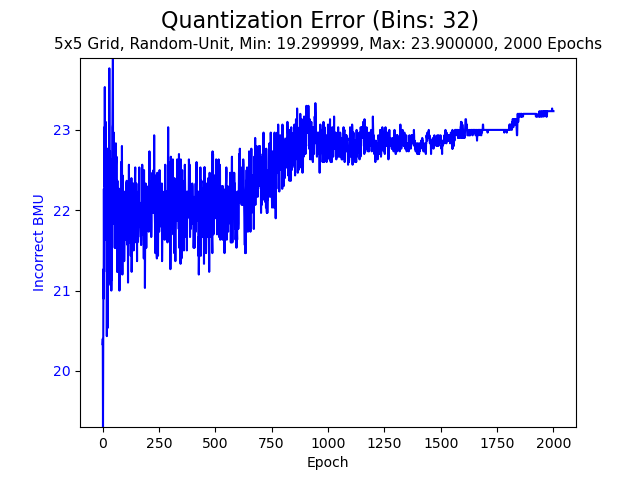 Quantization Error (Bins: 32)
5x5 Grid, Random-Unit, Min: 19.299999, Max: 23.900000, 2000 Epochs
23
22
21
20
Incorrect BMU
0 250 500 750 1000 1250 1500 1750 2000
Epoch